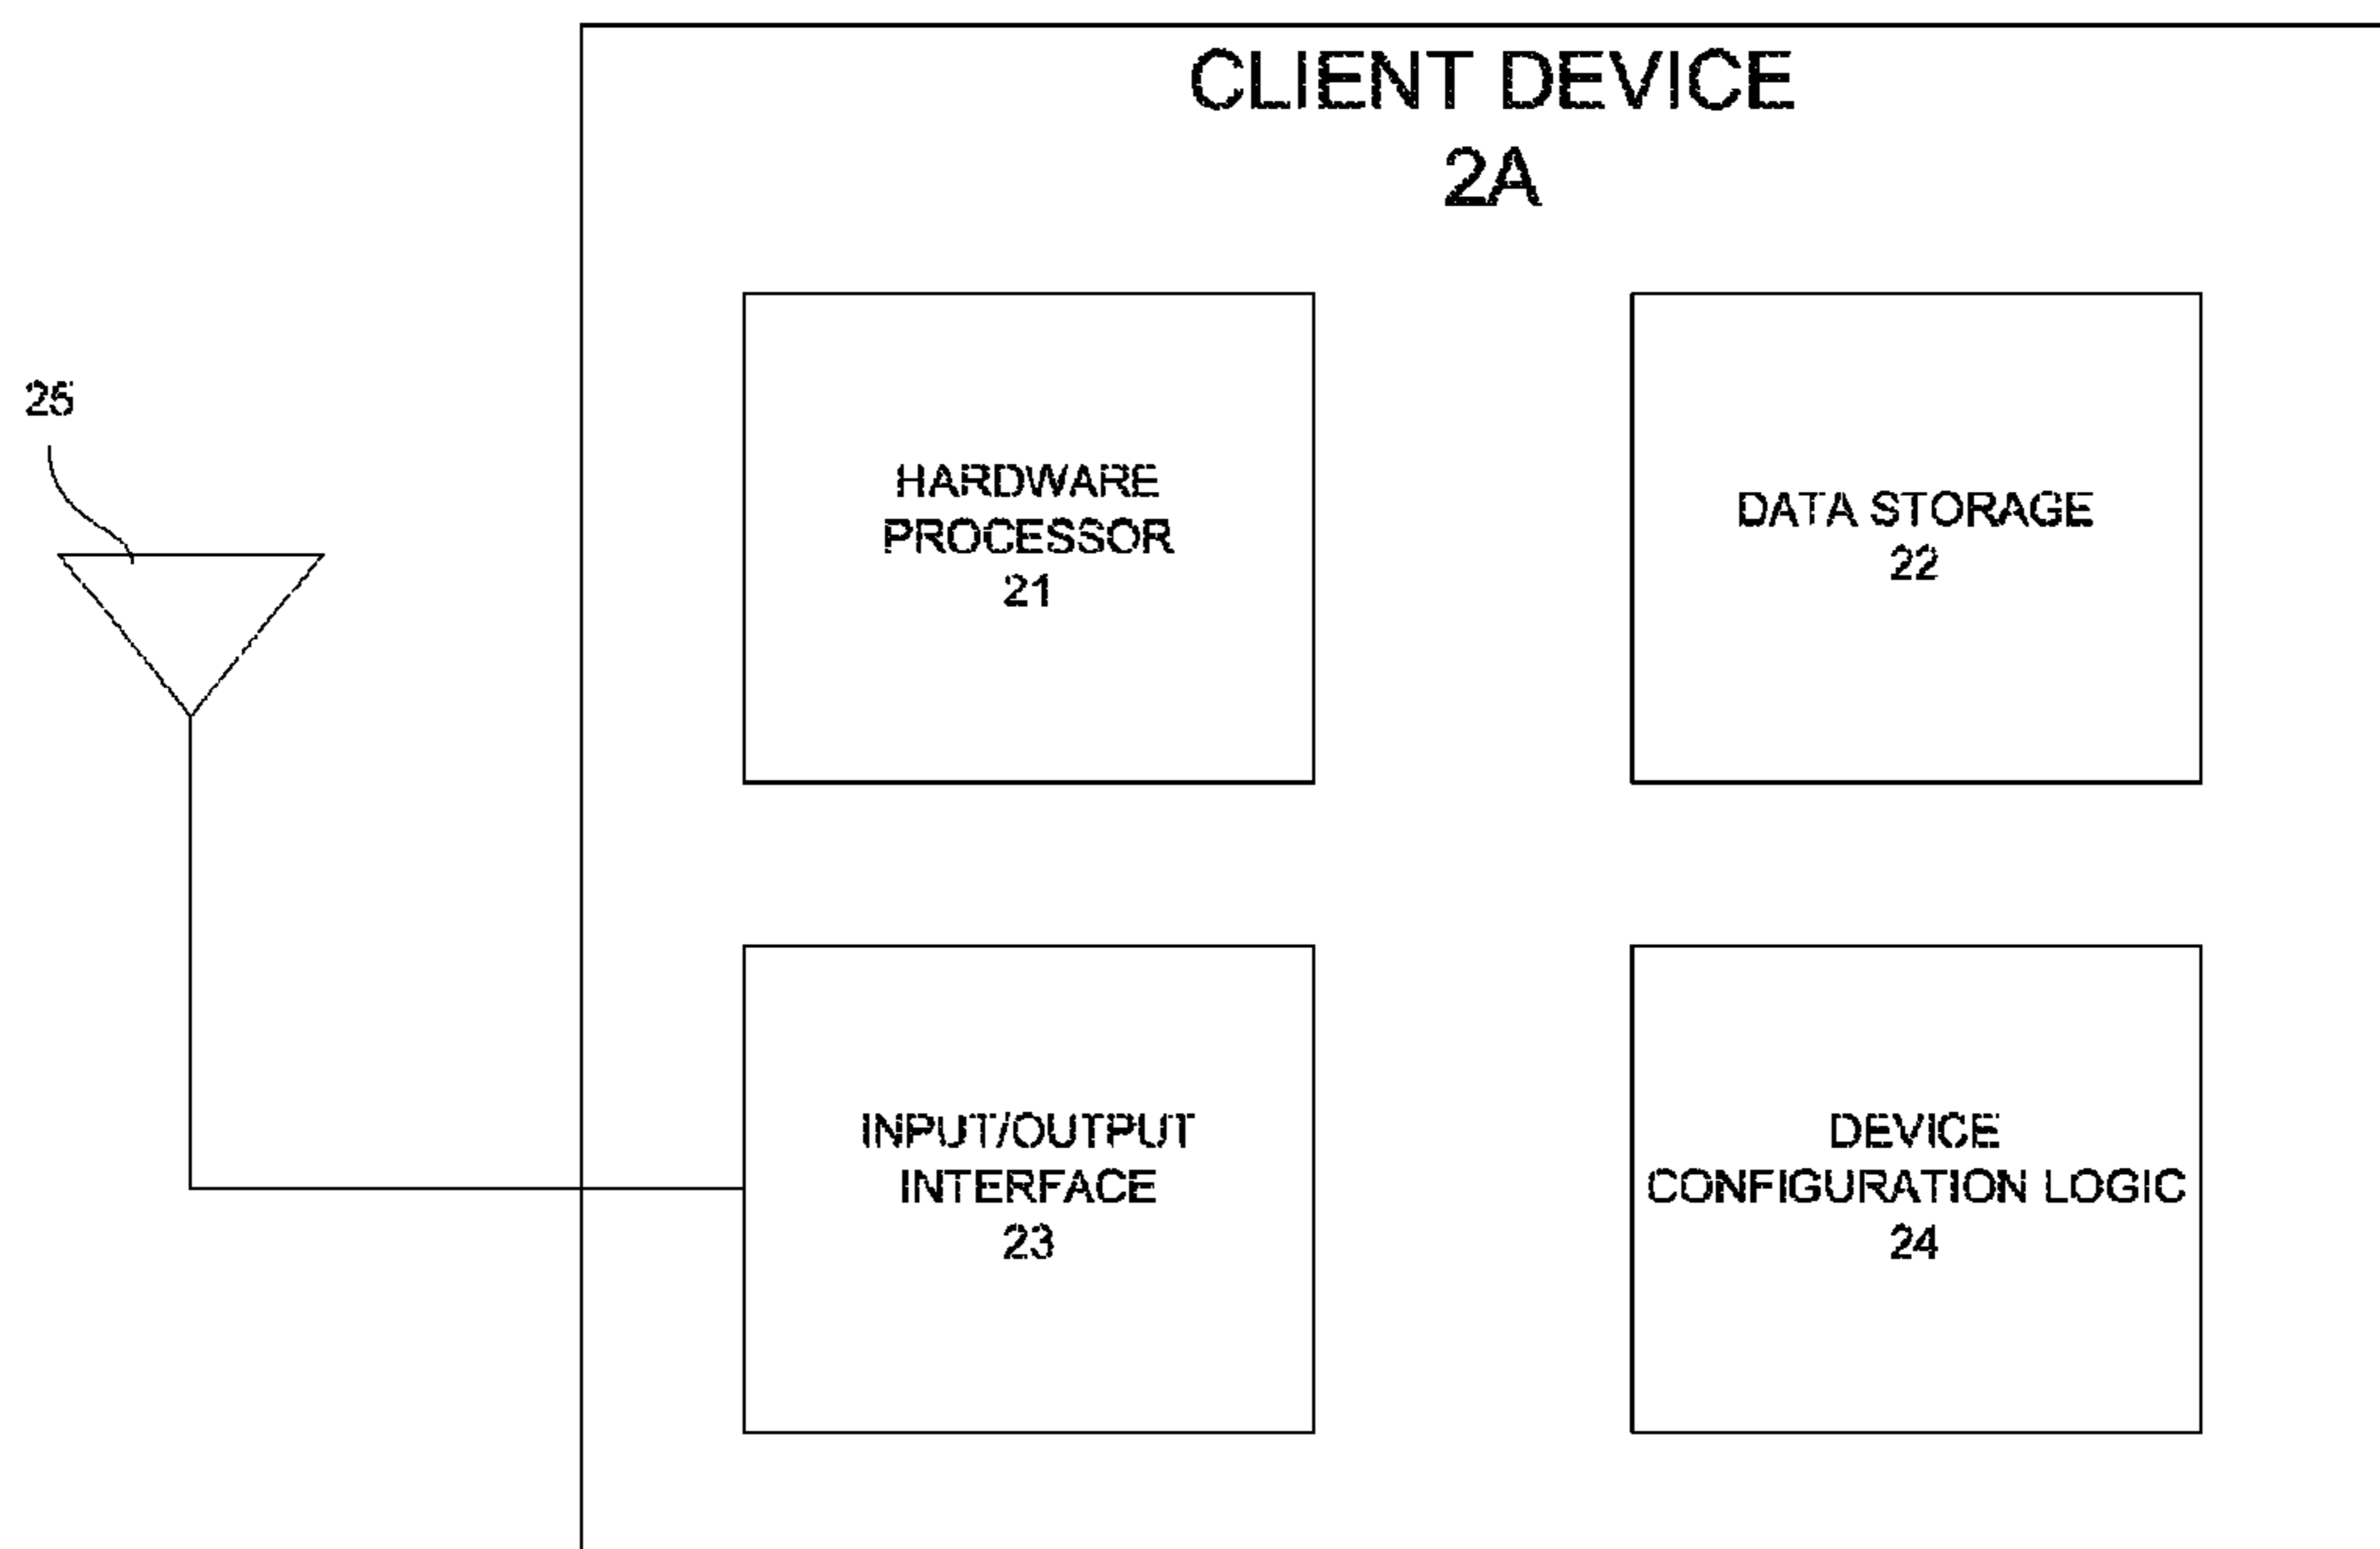 CLIENT DEVICE
2A
25
HARDWARE
PROCESSOR
21
DATA STORAGE
22
INPUT/OUTPUT
INTERFACE
23
DEVICE
CONFIGURATION LOGIC
24